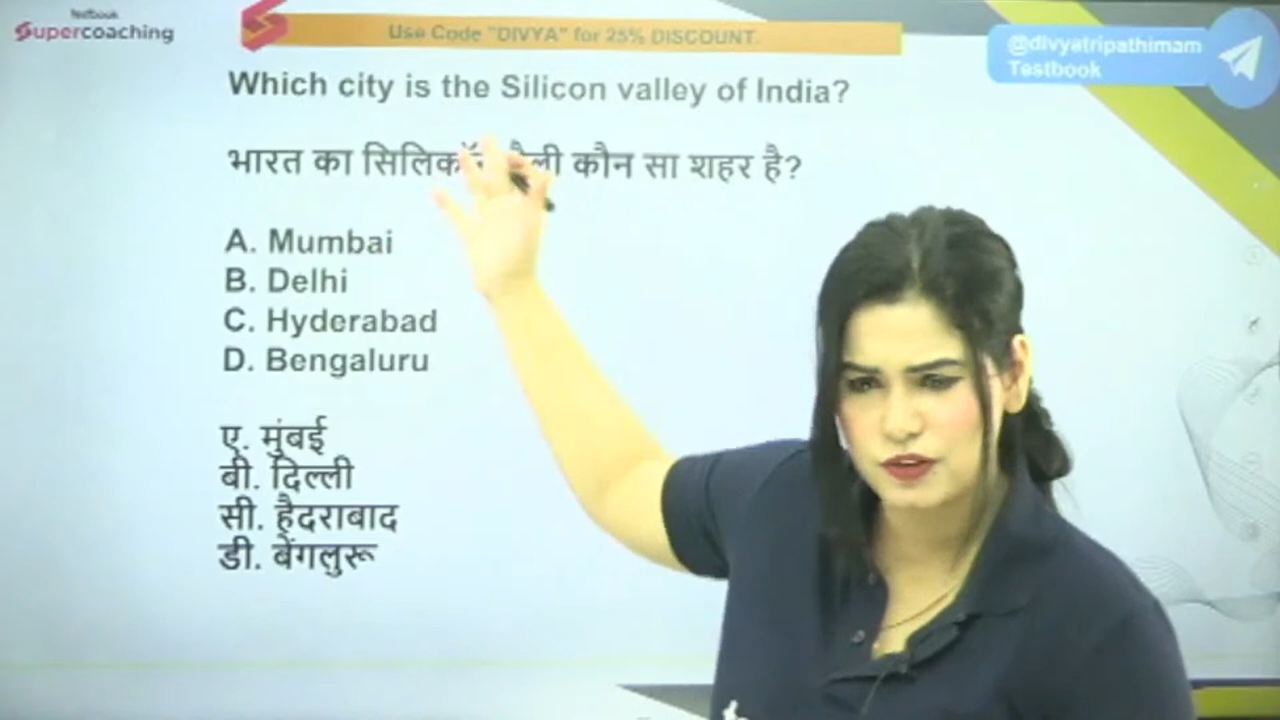 Testbook
Supercoaching
Use Code "DIVYA" for 25% DISCOUNT.
@divyatripathimam
Testbook
Which city is the Silicon valley of India?
भारत का कौन सा शहर है?
A. Mumbai
B. Delhi
C. Hyderabad
D. Bengaluru
ए. मुंबई
बी. दिल्ली
सी. हैदराबाद
डी. बेंगलुरू